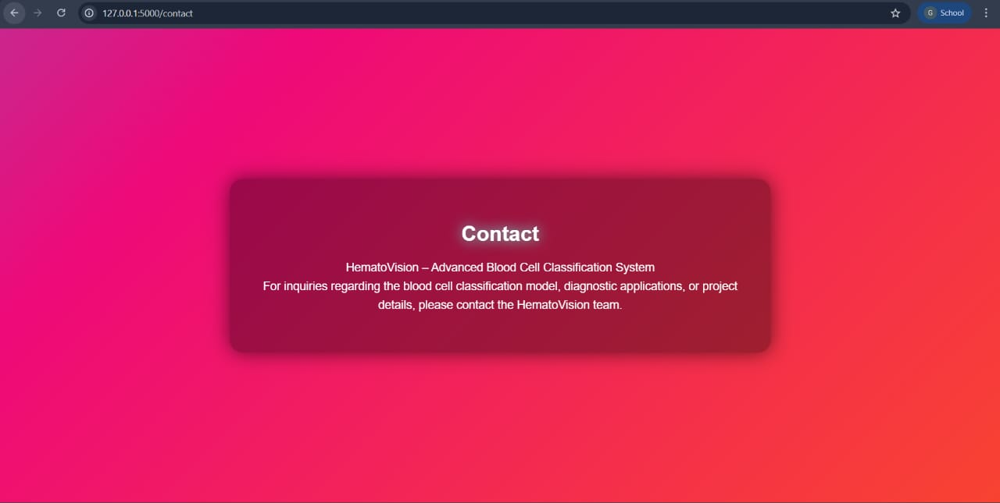 127.0.0.1:5000/contact
G School
Contact
HematoVision – Advanced Blood Cell Classification System
For inquiries regarding the blood cell classification model, diagnostic applications, or project
details, please contact the HematoVision team.